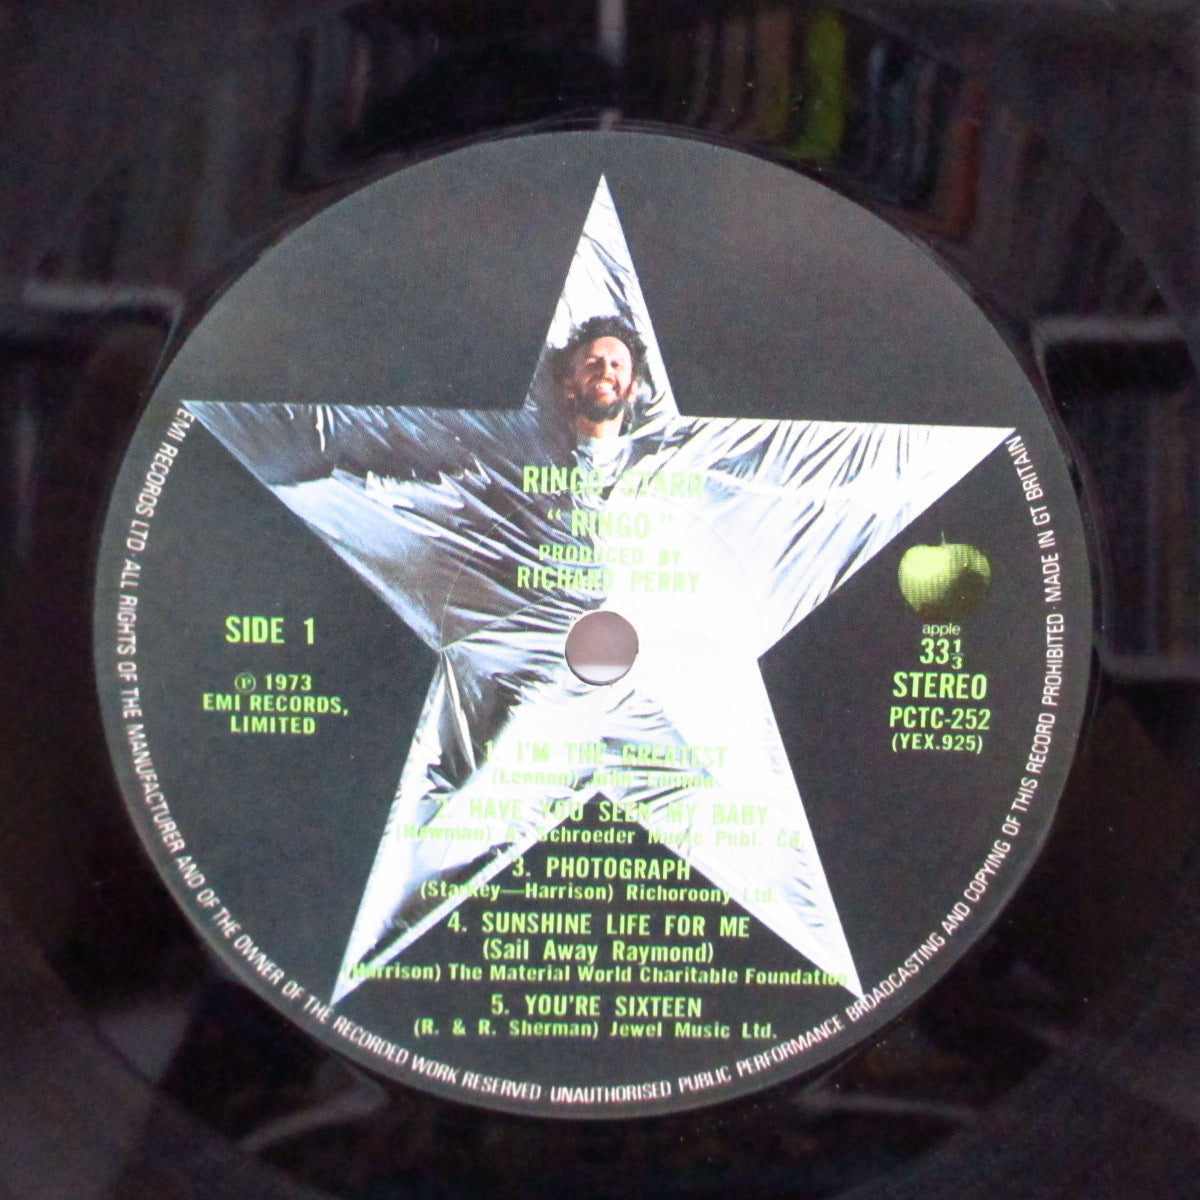 RINGO STARR
“ RINGO ”
PRODUCED BY
RICHARD PERRY
SIDE 1
Ⓟ 1973
EMI RECORDS,
LIMITED
apple
33⅓
STEREO
PCTC-252
(YEX.925)
1. I'M THE GREATEST
(Lennon) John Lennon
2. HAVE YOU SEEN MY BABY
(Newman) A. Schroeder Music Publ. Co.
3. PHOTOGRAPH
(Starkey—Harrison) Richoroony Ltd.
4. SUNSHINE LIFE FOR ME
(Sail Away Raymond)
(Harrison) The Material World Charitable Foundation
5. YOU'RE SIXTEEN
(R. & R. Sherman) Jewel Music Ltd.
EMI RECORDS LTD · ALL RIGHTS OF THE MANUFACTURER AND OF THE OWNER OF THE RECORDED WORK RESERVED · UNAUTHORISED PUBLIC PERFORMANCE BROADCASTING AND COPYING OF THIS RECORD PROHIBITED · MADE IN GT BRITAIN